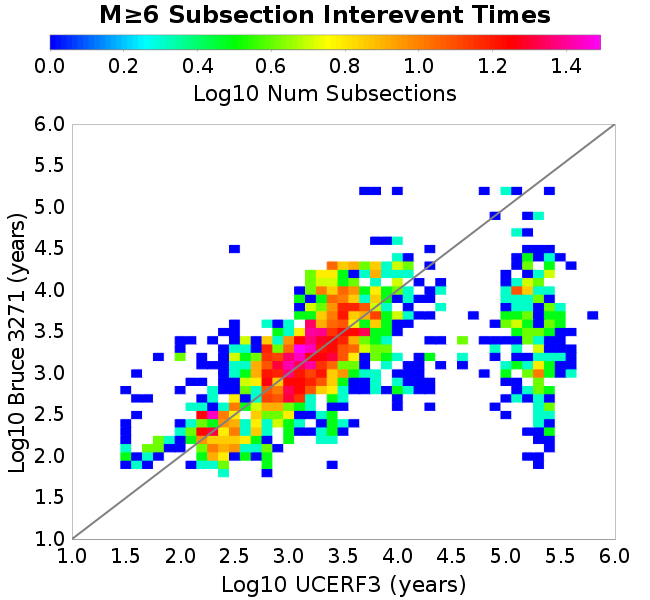 M≥6 Subsection Interevent Times
0.0 0.2 0.4 0.6 0.8 1.0 1.2 1.4
Log10 Num Subsections
6.0
5.5
5.0
4.5
4.0
3.5
3.0
2.5
2.0
1.5
1.0
Log10 Bruce 3271 (years)
1.0 1.5 2.0 2.5 3.0 3.5 4.0 4.5 5.0 5.5 6.0
Log10 UCERF3 (years)